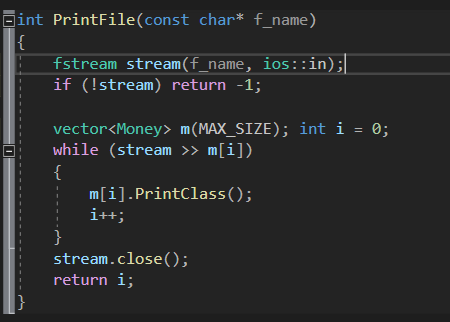 int PrintFile(const char* f_name)
{
fstream stream(f_name, ios::in);
if (!stream) return -1;
vector<Money> m(MAX_SIZE); int i = 0;
while (stream >> m[i])
{
m[i].PrintClass();
i++;
}
stream.close();
return i;
}